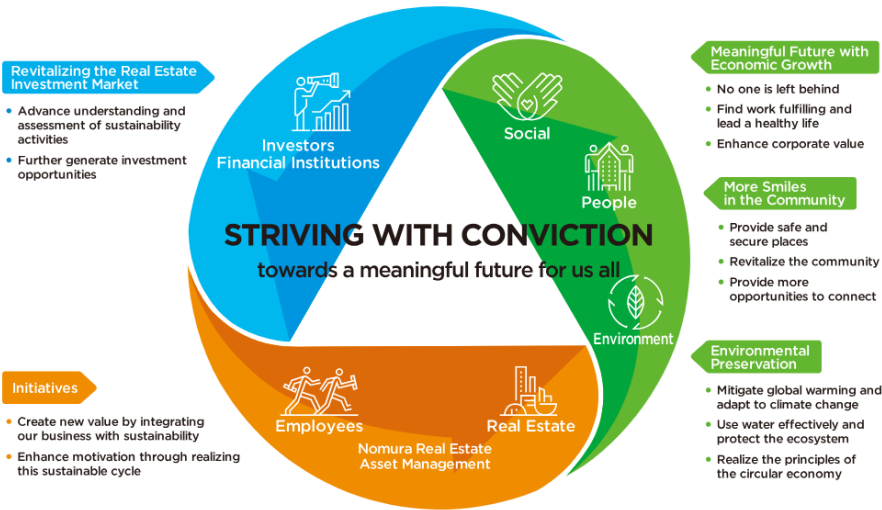 Revitalizing the Real Estate
Investment Market
• Advance understanding and
assessment of sustainability
activities
• Further generate investment
opportunities
Initiatives
• Create new value by integrating
our business with sustainability
• Enhance motivation through realizing
this sustainable cycle
Investors
Financial Institutions
Social
People
STRIVING WITH CONVICTION
towards a meaningful future for us all
Environment
Employees
Real Estate
Nomura Real Estate
Asset Management
Meaningful Future with
Economic Growth
• No one is left behind
• Find work fulfilling and
lead a healthy life
• Enhance corporate value
More Smiles
in the Community
• Provide safe and
secure places
• Revitalize the community
• Provide more
opportunities to connect
Environmental
Preservation
• Mitigate global warming and
adapt to climate change
• Use water effectively and
protect the ecosystem
• Realize the principles of
the circular economy